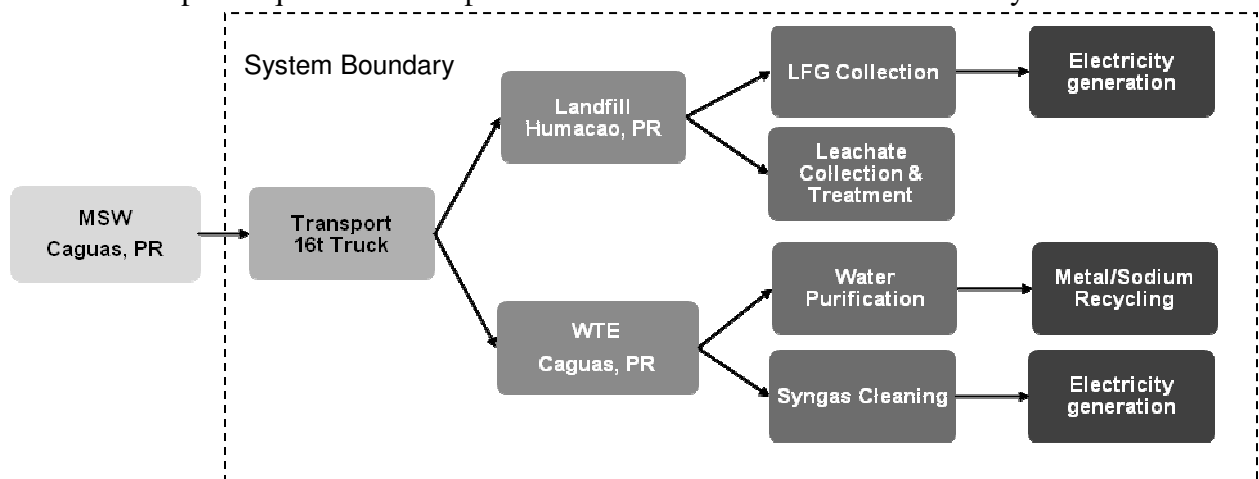 System Boundary
MSW
Caguas, PR
Transport
16t Truck
Landfill
Humacao, PR
LFG Collection
Electricity
generation
Leachate
Collection &
Treatment
WTE
Caguas, PR
Water
Purification
Metal/Sodium
Recycling
Syngas Cleaning
Electricity
generation